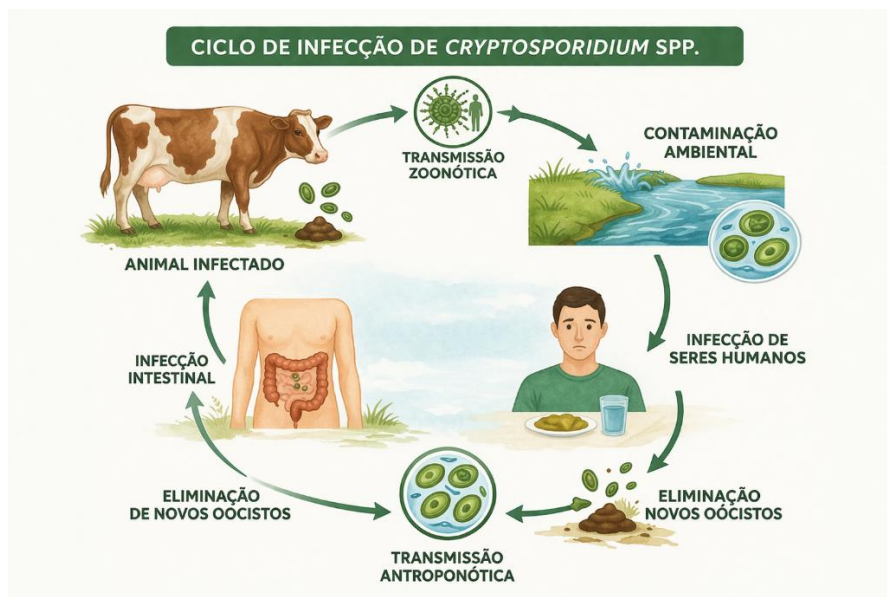 CICLO DE INFECÇÃO DE CRYPTOSPORIDIUM SPP.
TRANSMISSÃO
ZOONÓTICA
CONTAMINAÇÃO
AMBIENTAL
ANIMAL INFECTADO
INFECÇÃO DE
SERES HUMANOS
INFECÇÃO
INTESTINAL
ELIMINAÇÃO
DE NOVOS OÓCISTOS
ELIMINAÇÃO
NOVOS OÓCISTOS
TRANSMISSÃO
ANTROPONÓTICA